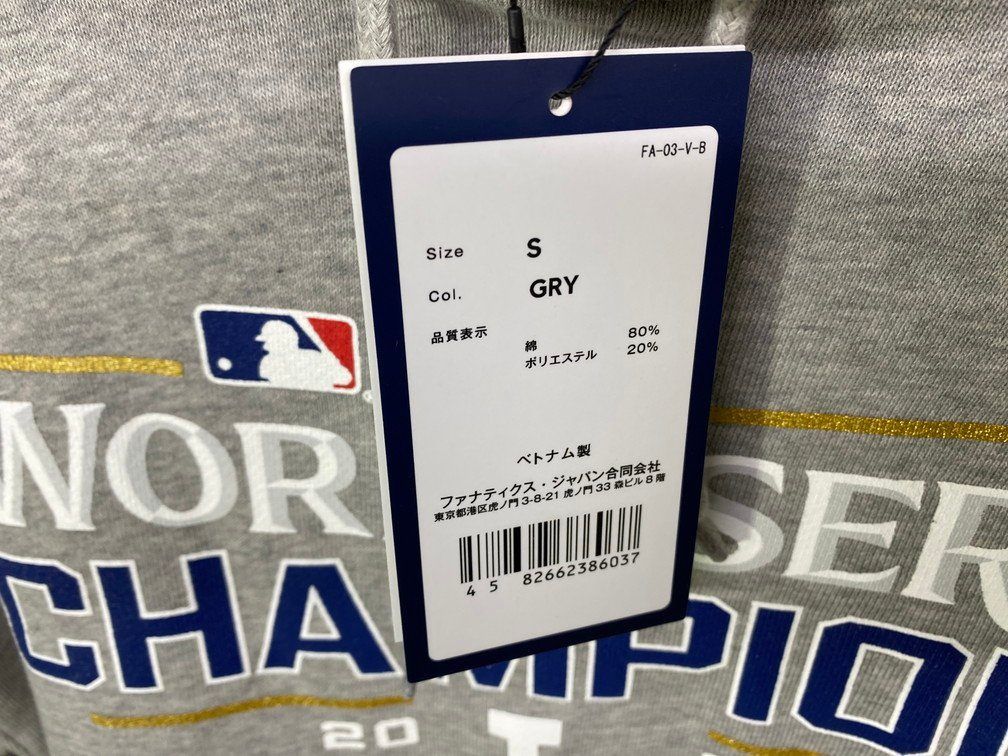 FA-03-V-B
Size S
Col. GRY
品質表示
綿 80%
ポリエステル 20%
ベトナム製
ファナティクス・ジャパン合同会社
東京都港区虎ノ門 3-8-21 虎ノ門 33 森ビル 8 階
4 5 82662386037
WOR SER
CHAMPIO
20